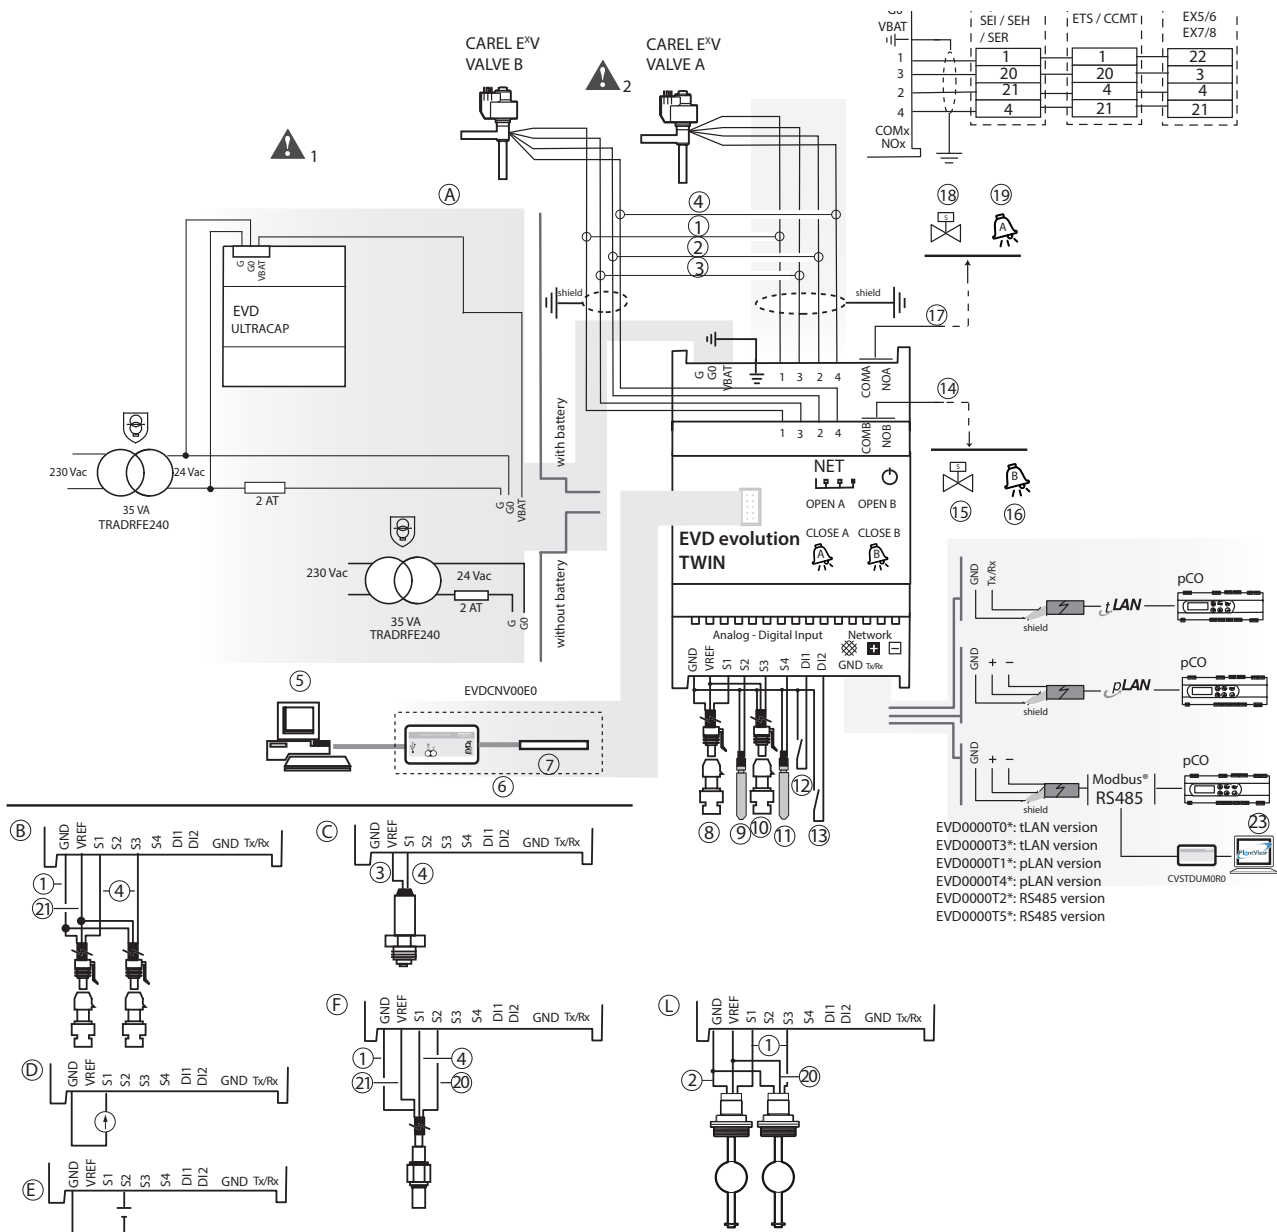 CAREL EXV
VALVE B
CAREL EXV
VALVE A
1
2
G0
VBAT
1
3
2
4
COMx
NOx
SEI / SEH
/ SER
1
20
21
4
ETS / CCMT
1
20
4
21
EX5/6
EX7/8
22
3
4
21
A
G
G0
VBAT
EVD
ULTRACAP
230 Vac
24 Vac
35 VA
TRADRFE240
2 AT
G
G0
VBAT
with battery
without battery
230 Vac
24 Vac
2 AT
35 VA
TRADRFE240
G
G0
4
1
2
3
shield
shield
18
S
19
A
17
14
S
15
B
16
G
G0
VBAT
1 3 2 4
COMA
NOA
1 3 2 4
COMB
NOB
NET
OPEN A OPEN B
CLOSE A CLOSE B
EVD evolution
TWIN
A
B
Analog - Digital Input Network
GND
VREF
S1
S2
S3
S4
DI1
DI2
GND Tx/Rx
8
9
10
11
12
13
5
EVDCNV00E0
7
6
GND
Tx/Rx
shield
tLAN
pCO
GND
+ −
shield
pLAN
pCO
GND
+ −
shield
Modbus®
RS485
pCO
EVD0000T0*: tLAN version
EVD0000T3*: tLAN version
EVD0000T1*: pLAN version
EVD0000T4*: pLAN version
EVD0000T2*: RS485 version
EVD0000T5*: RS485 version
CVSTDUM0R0
23
PlantVisor
B
GND
VREF
S1
S2
S3
S4
DI1
DI2
GND Tx/Rx
1
21
4
C
GND
VREF
S1
S2
S3
S4
DI1
DI2
GND Tx/Rx
3
4
D
GND
VREF
S1
S2
S3
S4
DI1
DI2
GND Tx/Rx
E
GND
VREF
S1
S2
S3
S4
DI1
DI2
GND Tx/Rx
F
GND
VREF
S1
S2
S3
S4
DI1
DI2
GND Tx/Rx
1
21
4
20
L
GND
VREF
S1
S2
S3
S4
DI1
DI2
GND Tx/Rx
1
2
20